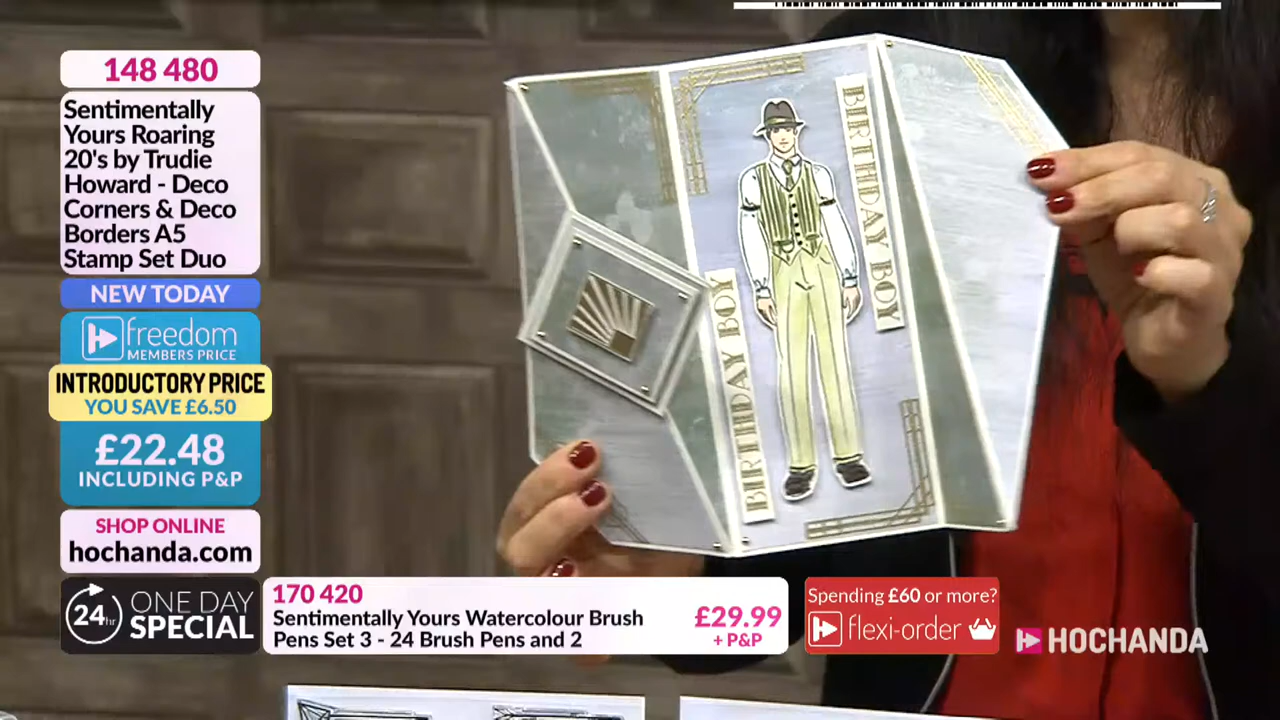 148 480
Sentimentally
Yours Roaring
20's by Trudie
Howard - Deco
Corners & Deco
Borders A5
Stamp Set Duo
NEW TODAY
freedom
MEMBERS PRICE
INTRODUCTORY PRICE
YOU SAVE £6.50
£22.48
INCLUDING P&P
SHOP ONLINE
hochanda.com
BIRTHDAY BOY
BIRTHDAY BOY
24hr
ONE DAY
SPECIAL
170 420
Sentimentally Yours Watercolour Brush
Pens Set 3 - 24 Brush Pens and 2
£29.99
+ P&P
Spending £60 or more?
flexi-order
HOCHANDA